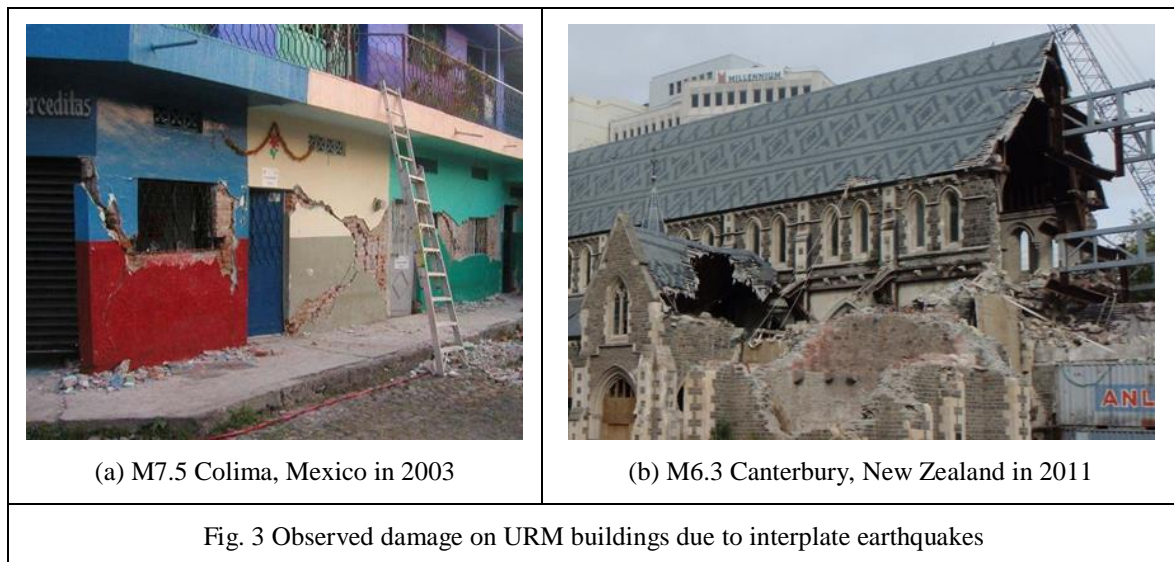 erceditas
MILLENNIUM
ANL
(a) M7.5 Colima, Mexico in 2003
(b) M6.3 Canterbury, New Zealand in 2011
Fig. 3 Observed damage on URM buildings due to interplate earthquakes